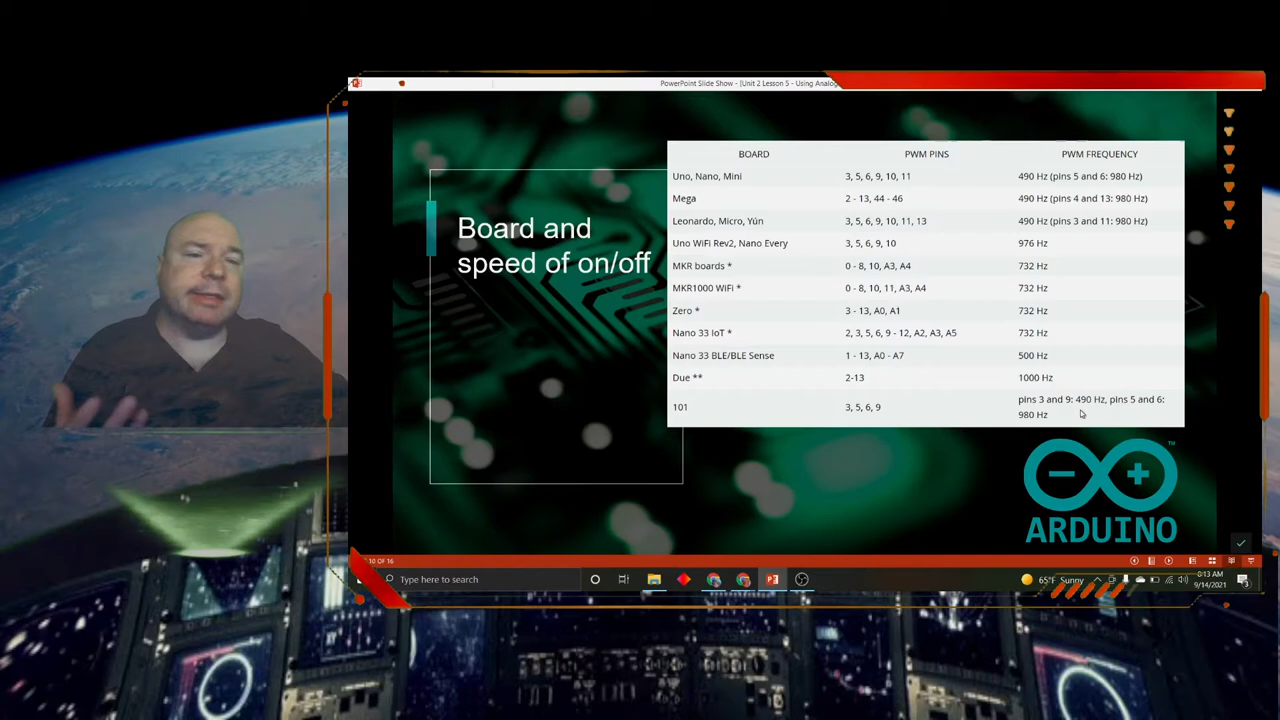 PowerPoint Slide Show - [Unit 2 Lesson 5 - Using Analog
Board and
speed of on/off
BOARD PWM PINS PWM FREQUENCY
Uno, Nano, Mini 3, 5, 6, 9, 10, 11 490 Hz (pins 5 and 6: 980 Hz)
Mega 2 - 13, 44 - 46 490 Hz (pins 4 and 13: 980 Hz)
Leonardo, Micro, Yún 3, 5, 6, 9, 10, 11, 13 490 Hz (pins 3 and 11: 980 Hz)
Uno WiFi Rev2, Nano Every 3, 5, 6, 9, 10 976 Hz
MKR boards * 0 - 8, 10, A3, A4 732 Hz
MKR1000 WiFi * 0 - 8, 10, 11, A3, A4 732 Hz
Zero * 3 - 13, A0, A1 732 Hz
Nano 33 IoT * 2, 3, 5, 6, 9 - 12, A2, A3, A5 732 Hz
Nano 33 BLE/BLE Sense 1 - 13, A0 - A7 500 Hz
Due ** 2-13 1000 Hz
101 3, 5, 6, 9 pins 3 and 9: 490 Hz, pins 5 and 6:
980 Hz
ARDUINO™
10 OF 16
Type here to search
65°F Sunny
8:13 AM
9/14/2021